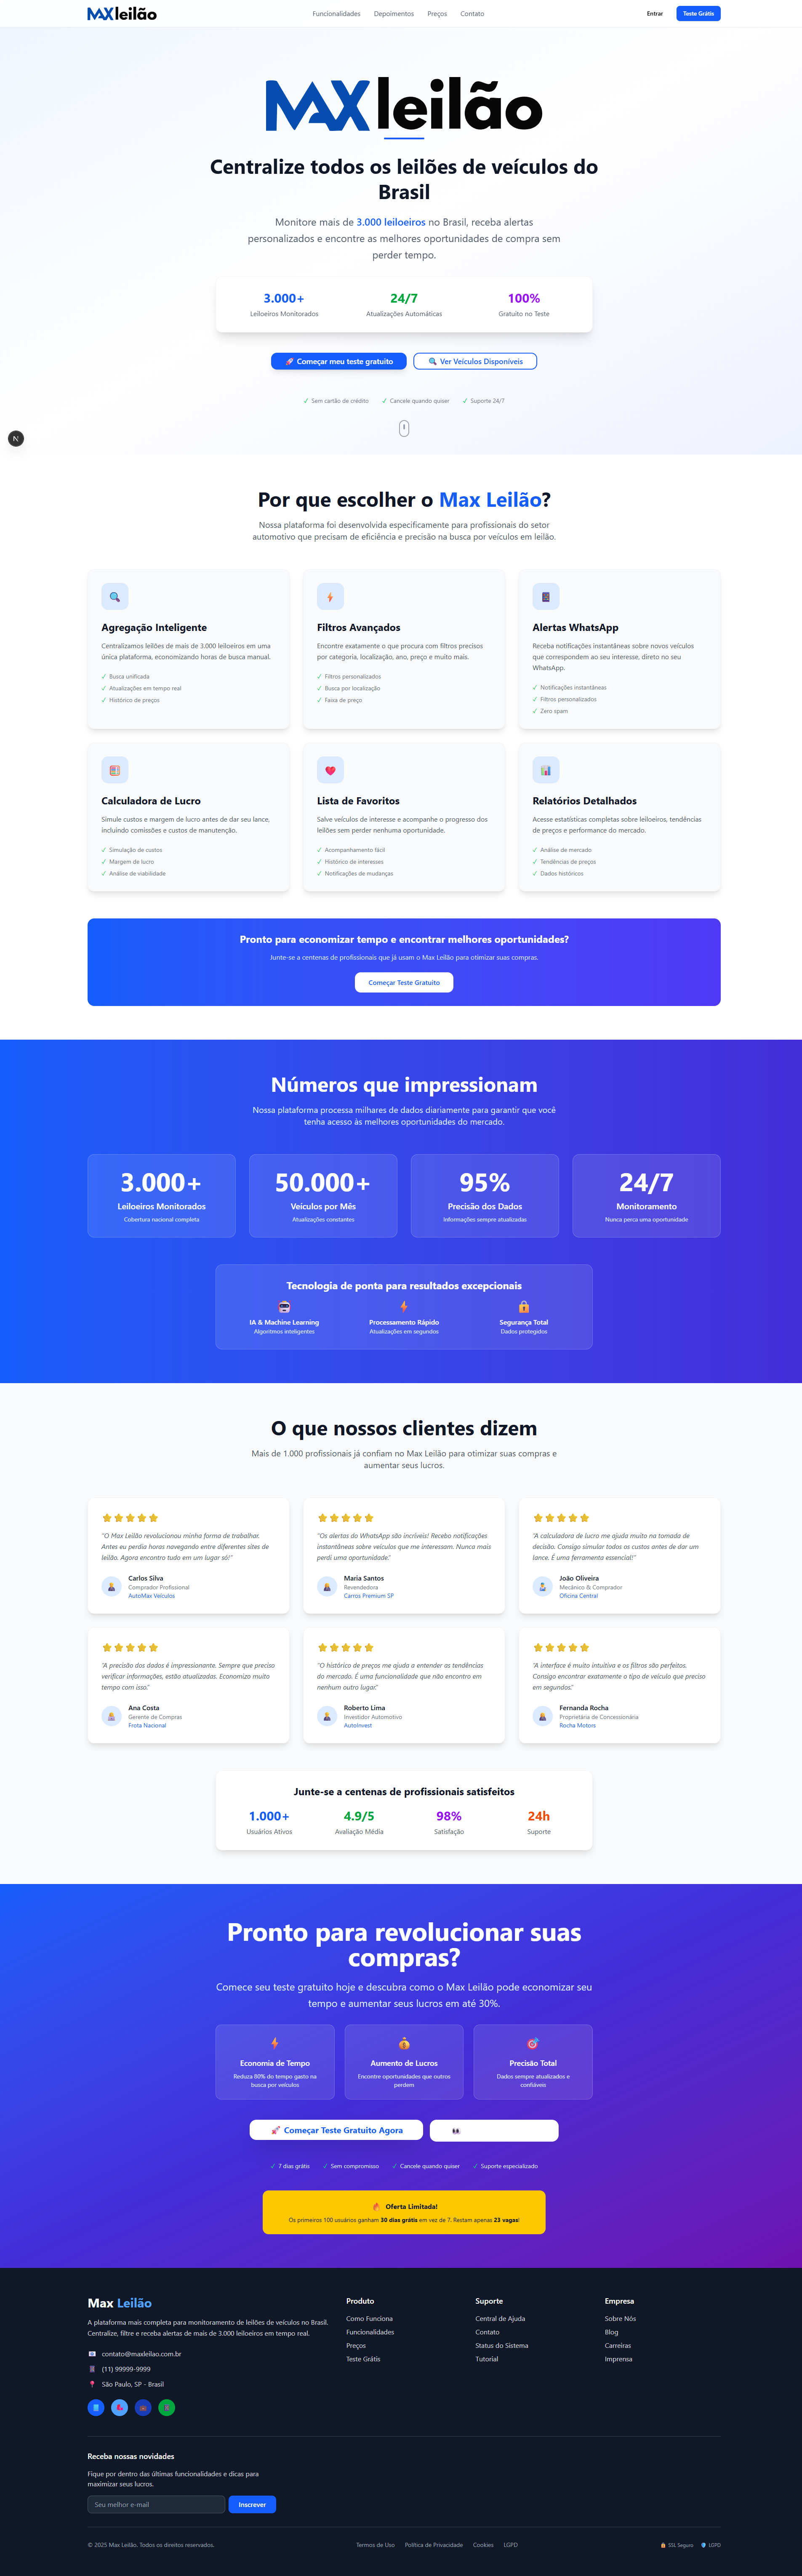 MAX leilão
Funcionalidades Depoimentos Preços Contato
Entrar
Teste Grátis
MAX leilão
Centralize todos os leilões de veículos do
Brasil
Monitore mais de 3.000 leiloeiros no Brasil, receba alertas
personalizados e encontre as melhores oportunidades de compra sem
perder tempo.
3.000+
Leiloeiros Monitorados
24/7
Atualizações Automáticas
100%
Gratuito no Teste
🚀 Começar meu teste gratuito
🔍 Ver Veículos Disponíveis
✓ Sem cartão de crédito
✓ Cancele quando quiser
✓ Suporte 24/7
N
Por que escolher o Max Leilão?
Nossa plataforma foi desenvolvida especificamente para profissionais do setor
automotivo que precisam de eficiência e precisão na busca por veículos em leilão.
Agregação Inteligente
Centralizamos leilões de mais de 3.000 leiloeiros em uma
única plataforma, economizando horas de busca manual.
✓ Busca unificada
✓ Atualizações em tempo real
✓ Histórico de preços
Filtros Avançados
Encontre exatamente o que procura com filtros precisos
por categoria, localização, ano, preço e muito mais.
✓ Filtros personalizados
✓ Busca por localização
✓ Faixa de preço
Alertas WhatsApp
Receba notificações instantâneas sobre novos veículos
que correspondem ao seu interesse, direto no seu
WhatsApp.
✓ Notificações instantâneas
✓ Filtros personalizados
✓ Zero spam
Calculadora de Lucro
Simule custos e margem de lucro antes de dar seu lance,
incluindo comissões e custos de manutenção.
✓ Simulação de custos
✓ Margem de lucro
✓ Análise de viabilidade
Lista de Favoritos
Salve veículos de interesse e acompanhe o progresso dos
leilões sem perder nenhuma oportunidade.
✓ Acompanhamento fácil
✓ Histórico de interesses
✓ Notificações de mudanças
Relatórios Detalhados
Acesse estatísticas completas sobre leiloeiros, tendências
de preços e performance do mercado.
✓ Análise de mercado
✓ Tendências de preços
✓ Dados históricos
Pronto para economizar tempo e encontrar melhores oportunidades?
Junte-se a centenas de profissionais que já usam o Max Leilão para otimizar suas compras.
Começar Teste Gratuito
Números que impressionam
Nossa plataforma processa milhares de dados diariamente para garantir que você
tenha acesso às melhores oportunidades do mercado.
3.000+
Leiloeiros Monitorados
Cobertura nacional completa
50.000+
Veículos por Mês
Atualizações constantes
95%
Precisão dos Dados
Informações sempre atualizadas
24/7
Monitoramento
Nunca perca uma oportunidade
Tecnologia de ponta para resultados excepcionais
IA & Machine Learning
Algoritmos inteligentes
Processamento Rápido
Atualizações em segundos
Segurança Total
Dados protegidos
O que nossos clientes dizem
Mais de 1.000 profissionais já confiam no Max Leilão para otimizar suas compras e
aumentar seus lucros.
"O Max Leilão revolucionou minha forma de trabalhar.
Antes eu perdia horas navegando entre diferentes sites de
leilão. Agora encontro tudo em um lugar só!"
Carlos Silva
Comprador Profissional
AutoMax Veículos
"Os alertas do WhatsApp são incríveis! Recebo notificações
instantâneas sobre veículos que me interessam. Nunca mais
perdi uma oportunidade."
Maria Santos
Revendedora
Carros Premium SP
"A calculadora de lucro me ajuda muito na tomada de
decisão. Consigo simular todos os custos antes de dar um
lance. É uma ferramenta essencial!"
João Oliveira
Mecânico & Comprador
Oficina Central
"A precisão dos dados é impressionante. Sempre que preciso
verificar informações, estão atualizadas. Economizo muito
tempo com isso."
Ana Costa
Gerente de Compras
Frota Nacional
"O histórico de preços me ajuda a entender as tendências
do mercado. É uma funcionalidade que não encontro em
nenhum outro lugar."
Roberto Lima
Investidor Automotivo
AutoInvest
"A interface é muito intuitiva e os filtros são perfeitos.
Consigo encontrar exatamente o tipo de veículo que preciso
em segundos."
Fernanda Rocha
Proprietária de Concessionária
Rocha Motors
Junte-se a centenas de profissionais satisfeitos
1.000+
Usuários Ativos
4.9/5
Avaliação Média
98%
Satisfação
24h
Suporte
Pronto para revolucionar suas
compras?
Comece seu teste gratuito hoje e descubra como o Max Leilão pode economizar seu
tempo e aumentar seus lucros em até 30%.
Economia de Tempo
Reduza 80% do tempo gasto na
busca por veículos
Aumento de Lucros
Encontre oportunidades que outros
perdem
Precisão Total
Dados sempre atualizados e
confiáveis
🚀 Começar Teste Gratuito Agora
✓ 7 dias grátis
✓ Sem compromisso
✓ Cancele quando quiser
✓ Suporte especializado
🔥 Oferta Limitada!
Os primeiros 100 usuários ganham 30 dias grátis em vez de 7. Restam apenas 23 vagas!
Max Leilão
A plataforma mais completa para monitoramento de leilões de veículos no Brasil.
Centralize, filtre e receba alertas de mais de 3.000 leiloeiros em tempo real.
contato@maxleilao.com.br
(11) 99999-9999
São Paulo, SP - Brasil
Produto
Como Funciona
Funcionalidades
Preços
Teste Grátis
Suporte
Central de Ajuda
Contato
Status do Sistema
Tutorial
Empresa
Sobre Nós
Blog
Carreiras
Imprensa
Receba nossas novidades
Fique por dentro das últimas funcionalidades e dicas para
maximizar seus lucros.
Seu melhor e-mail
Inscrever
© 2025 Max Leilão. Todos os direitos reservados.
Termos de Uso Política de Privacidade Cookies LGPD
🔒 SSL Seguro 🛡️ LGPD